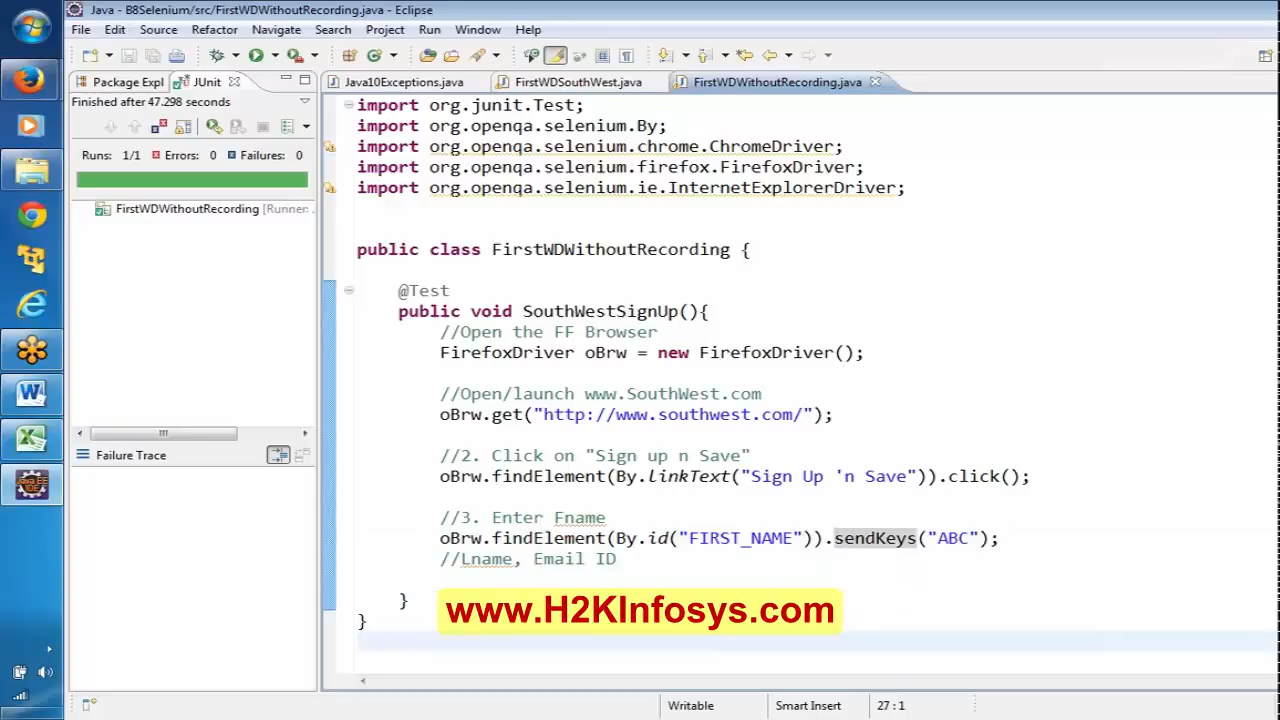 Java - B8Selenium/src/FirstWDWithoutRecording.java - Eclipse
File Edit Source Refactor Navigate Search Project Run Window Help
Package Expl JUnit
Java10Exceptions.java FirstWDSouthWest.java FirstWDWithoutRecording.java
Finished after 47.298 seconds
Runs: 1/1 Errors: 0 Failures: 0
FirstWDWithoutRecording [Runner: ..
Failure Trace
import org.junit.Test;
import org.openqa.selenium.By;
import org.openqa.selenium.chrome.ChromeDriver;
import org.openqa.selenium.firefox.FirefoxDriver;
import org.openqa.selenium.ie.InternetExplorerDriver;
public class FirstWDWithoutRecording {
@Test
public void SouthWestSignUp(){
//Open the FF Browser
FirefoxDriver oBrw = new FirefoxDriver();
//Open/launch www.SouthWest.com
oBrw.get("http://www.southwest.com/");
//2. Click on "Sign up n Save"
oBrw.findElement(By.linkText("Sign Up 'n Save")).click();
//3. Enter Fname
oBrw.findElement(By.id("FIRST_NAME")).sendKeys("ABC");
//Lname, Email ID
}
}
www.H2KInfosys.com
Writable Smart Insert 27 : 1